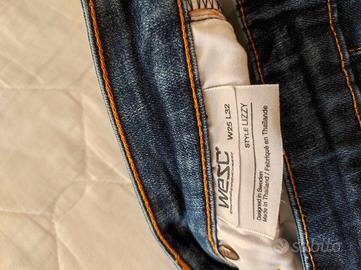 WeSC
W25 L32
STYLE LIZZY
Designed in Sweden
Made in Thailand / Fabriqué en Thaïlande
subito